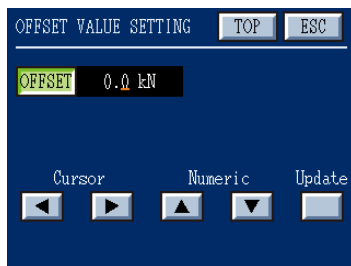 OFFSET VALUE SETTING TOP ESC
OFFSET 0.0 kN
Cursor Numeric Update
◀ ▶ ▲ ▼